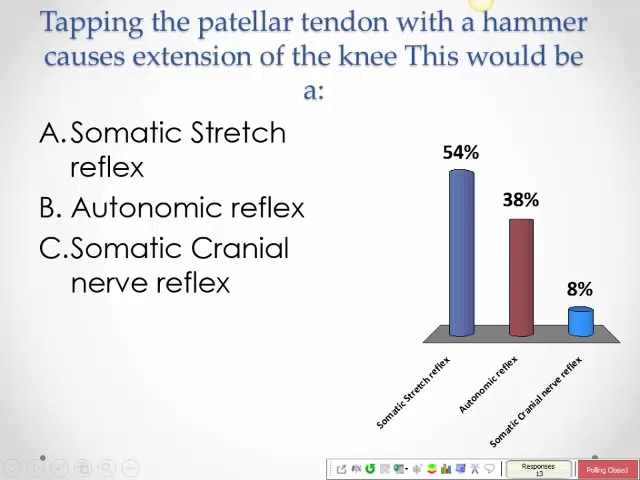 Tapping the patellar tendon with a hammer
causes extension of the knee This would be
a:
A. Somatic Stretch
reflex
B. Autonomic reflex
C. Somatic Cranial
nerve reflex
54%
38%
8%
Somatic Stretch reflex
Autonomic reflex
Somatic Cranial nerve reflex
Responses
13
Polling Closed